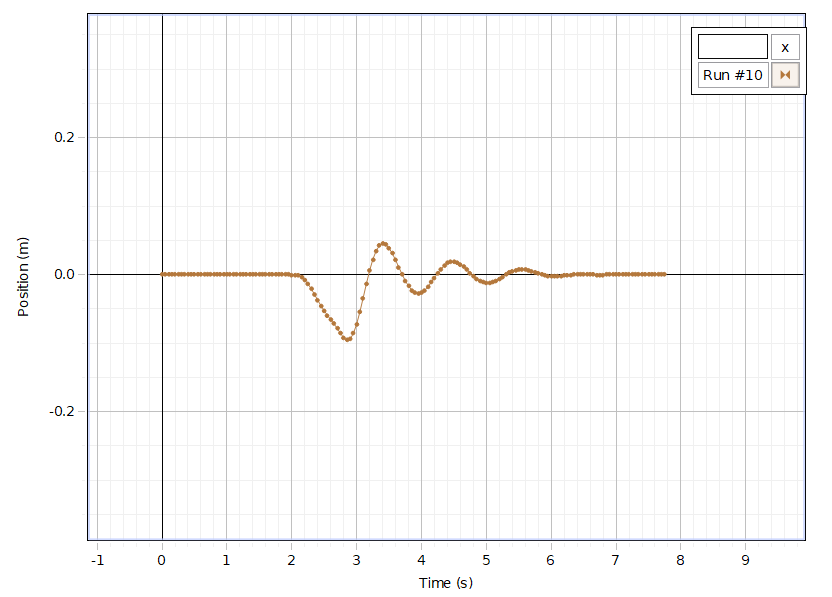 x
Run #10
0.2
0.0
-0.2
Position (m)
-1 0 1 2 3 4 5 6 7 8 9
Time (s)